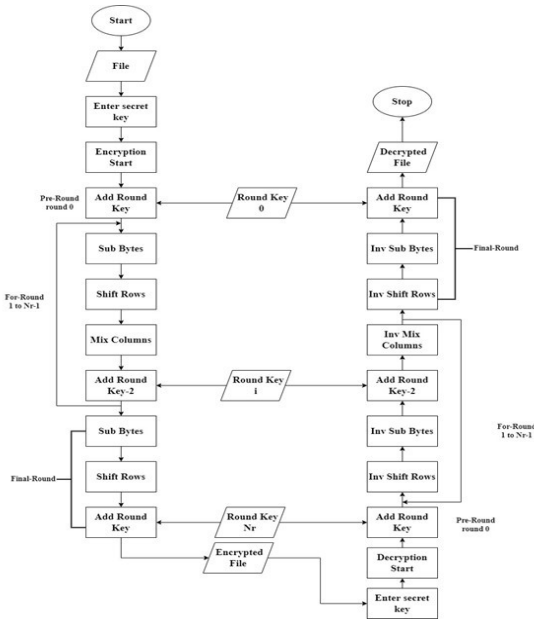 Start
File
Enter secret
key
Encryption
Start
Pre-Round
round 0
Add Round
Key
Sub Bytes
Shift Rows
For-Round
1 to Nr-1
Mix Columns
Add Round
Key-2
Sub Bytes
Final-Round
Shift Rows
Add Round
Key
Round Key
0
Round Key
i
Round Key
Nr
Encrypted
File
Stop
Decrypted
File
Add Round
Key
Inv Sub Bytes
Final-Round
Inv Shift Rows
Inv Mix
Columns
Add Round
Key-2
Inv Sub Bytes
For-Round
1 to Nr-1
Inv Shift Rows
Add Round
Key
Pre-Round
round 0
Decryption
Start
Enter secret
key